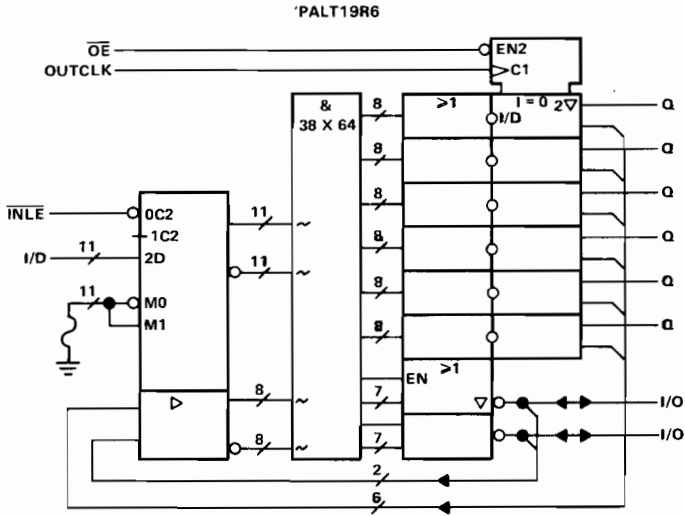 'PALT19R6
OE
EN2
OUTCLK
C1
&
38 X 64
8
≥1
I = 0
2▽
Q
I/D
8
Q
8
Q
INLE
0C2
11
~
8
Q
1C2
I/D
11
2D
11
~
8
Q
11
M0
M1
8
Q
EN
≥1
8
~
7
▽
I/O
8
~
7
I/O
2
6